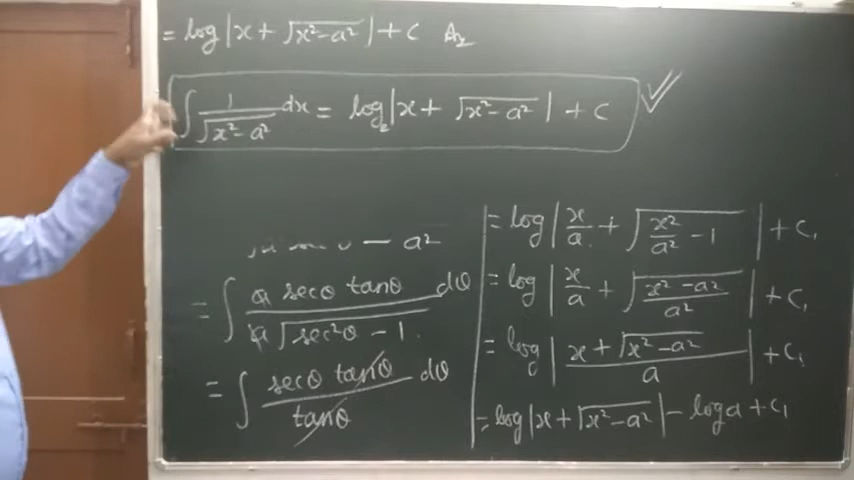 = log |x + √(x²-a²)| + c A₂
∫ 1/√(x²-a²) dx = logₑ|x + √(x²-a²)| + c ✓
- a²
= ∫ (a secθ tanθ)/(a√(sec²θ - 1)) dθ
= ∫ (secθ tanθ)/tanθ dθ
= log |x/a + √(x²/a² - 1)| + c₁
= log |x/a + √((x²-a²)/a²)| + c₁
= log |(x + √(x²-a²))/a| + c₁
= log |x + √(x²-a²)| - log a + c₁